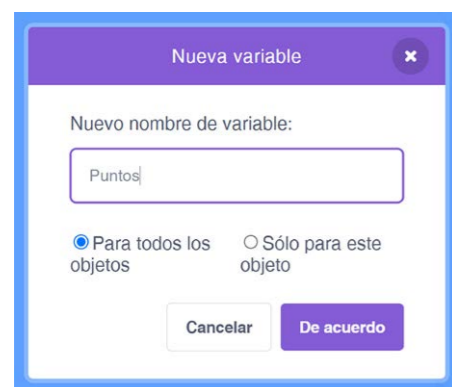 Nueva variable
Nuevo nombre de variable:
Puntos
Para todos los
objetos
Sólo para este
objeto
Cancelar
De acuerdo